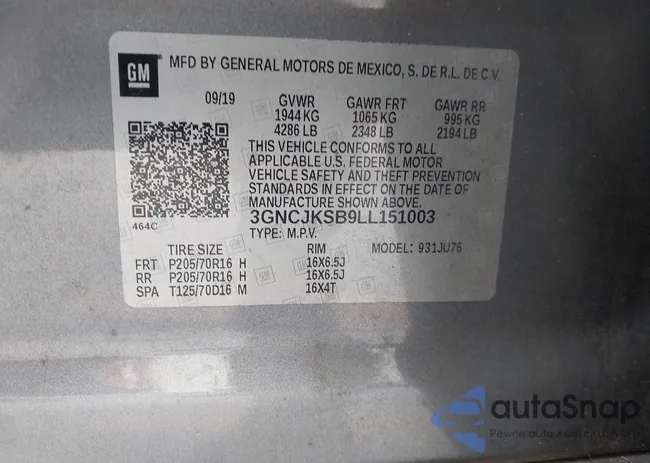 GM
MFD BY GENERAL MOTORS DE MEXICO, S. DE R.L. DE C.V.
09/19 GVWR GAWR FRT GAWR RR
1944 KG 1065 KG 995 KG
4286 LB 2348 LB 2194 LB
THIS VEHICLE CONFORMS TO ALL
APPLICABLE U.S. FEDERAL MOTOR
VEHICLE SAFETY AND THEFT PREVENTION
STANDARDS IN EFFECT ON THE DATE OF
MANUFACTURE SHOWN ABOVE.
3GNCJKSB9LL151003
464C
TYPE: M.P.V.
TIRE SIZE RIM MODEL: 931JU76
FRT P205/70R16 H 16X6.5J
RR P205/70R16 H 16X6.5J
SPA T125/70D16 M 16X4T
autaSnap
Pewne auta z